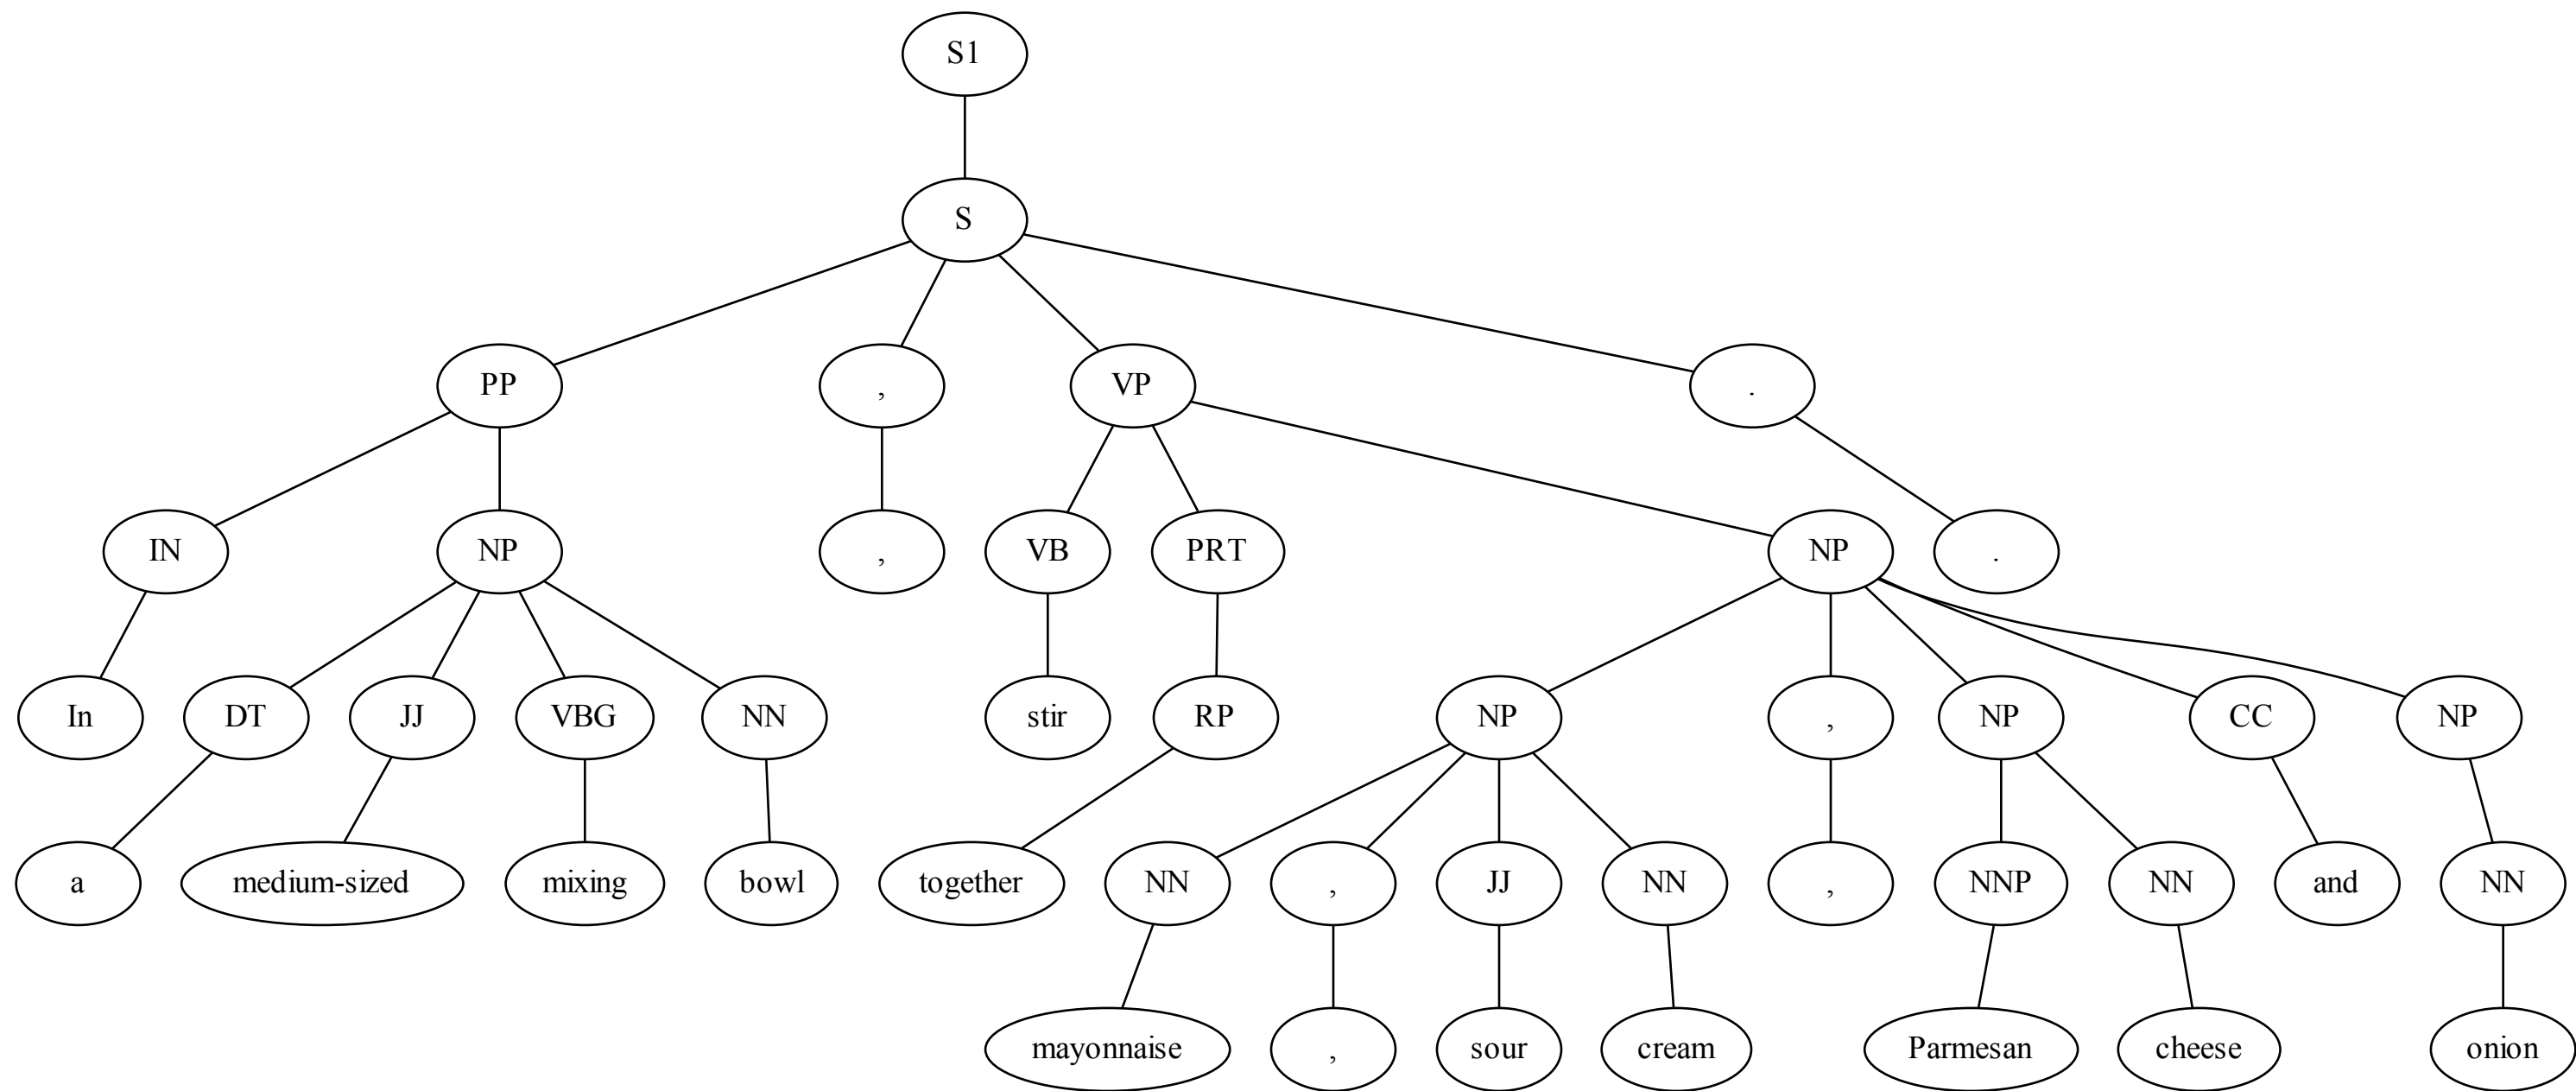 S1
S
PP , VP .
IN NP , VB PRT NP .
In DT JJ VBG NN stir RP NP , NP CC NP
a medium-sized mixing bowl together NN , JJ NN , NNP NN and NN
mayonnaise , sour cream Parmesan cheese onion